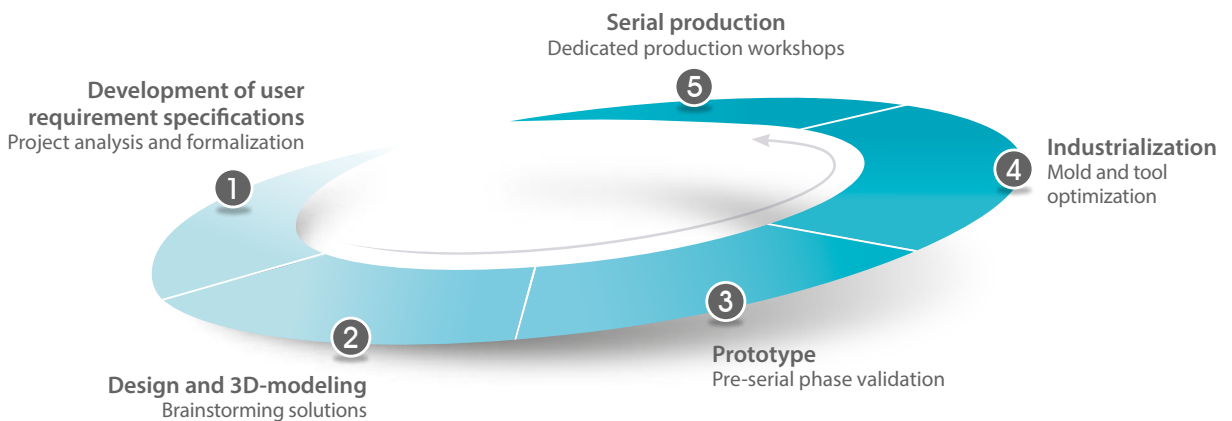 Serial production
Dedicated production workshops
5
Development of user
requirement specifications
Project analysis and formalization
1
Industrialization
Mold and tool
optimization
4
3
Prototype
Pre-serial phase validation
2
Design and 3D-modeling
Brainstorming solutions